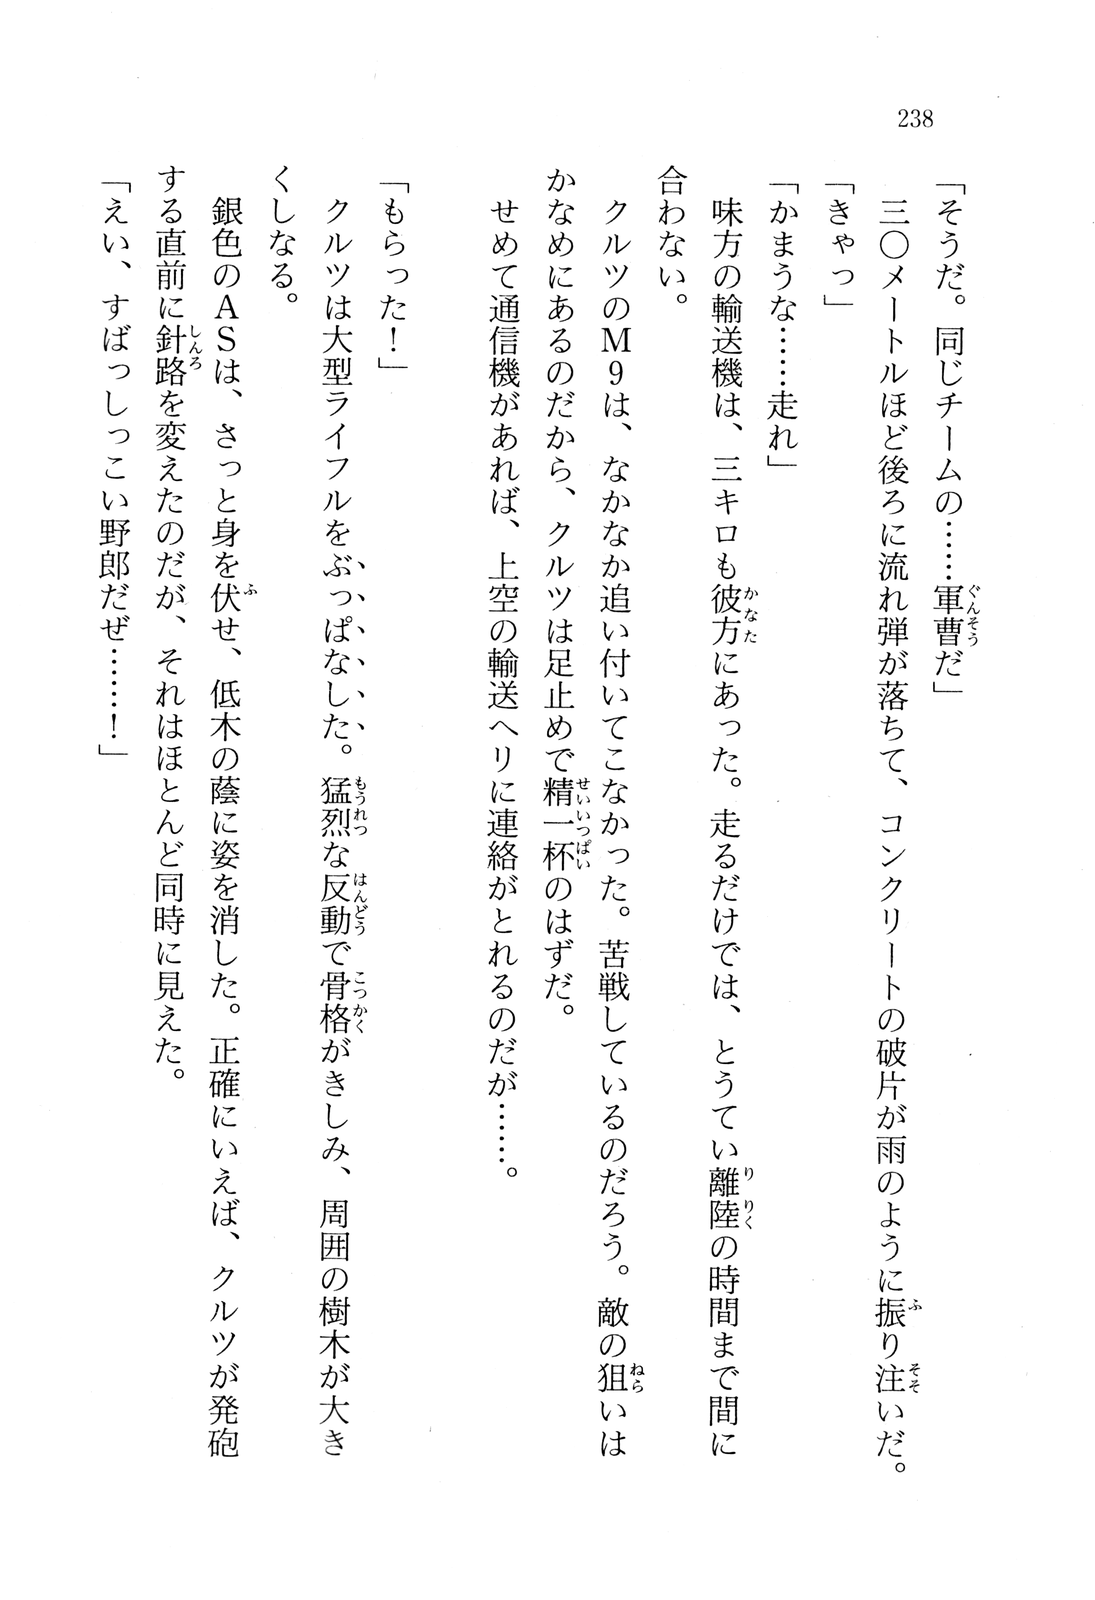 238
「そうだ。同じチームの……軍曹だ」
三〇メートルほど後ろに流れ弾が落ちて、コンクリートの破片が雨のように振り注いだ。
「きゃっ」
「かまうな……走れ」
味方の輸送機は、三キロも彼方にあった。走るだけでは、とうてい離陸の時間まで間に
合わない。
クルツのＭ９は、なかなか追い付いてこなかった。苦戦しているのだろう。敵の狙いは
かなめにあるのだから、クルツは足止めで精一杯のはずだ。
せめて通信機があれば、上空の輸送ヘリに連絡がとれるのだが……。
「もらった！」
クルツは大型ライフルをぶっぱなした。猛烈な反動で骨格がきしみ、周囲の樹木が大き
くしなる。
銀色のＡＳは、さっと身を伏せ、低木の蔭に姿を消した。正確にいえば、クルツが発砲
する直前に針路を変えたのだが、それはほとんど同時に見えた。
「えい、すばっしっこい野郎だぜ……！」